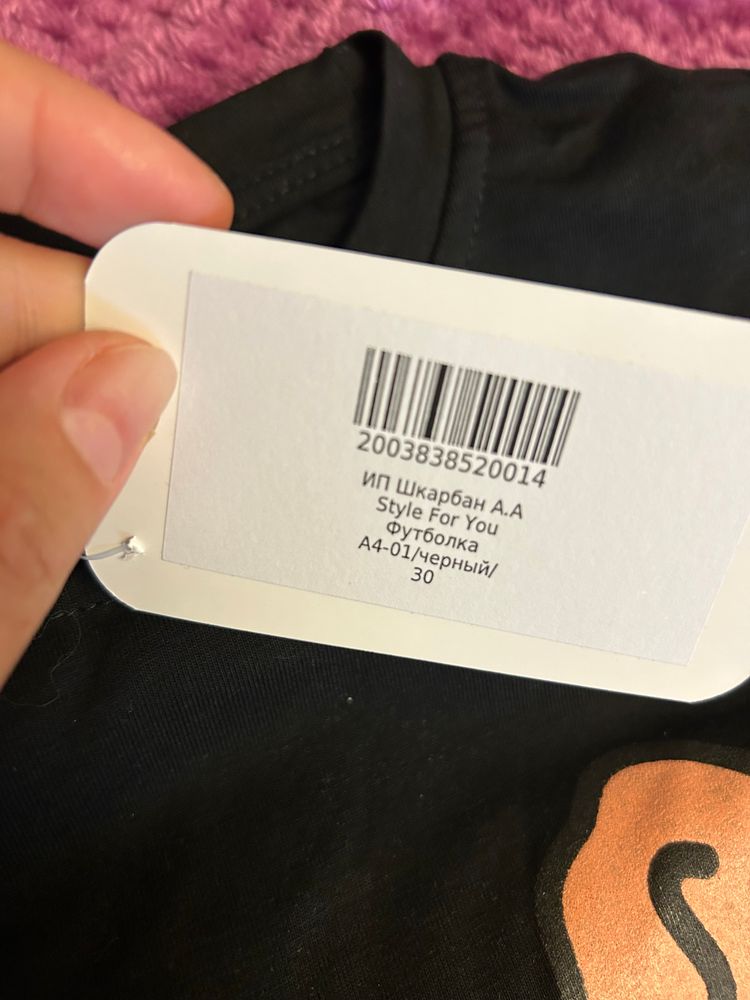 2003838520014
ИП Шкарбан А.А
Style For You
Футболка
А4-01/черный/
30